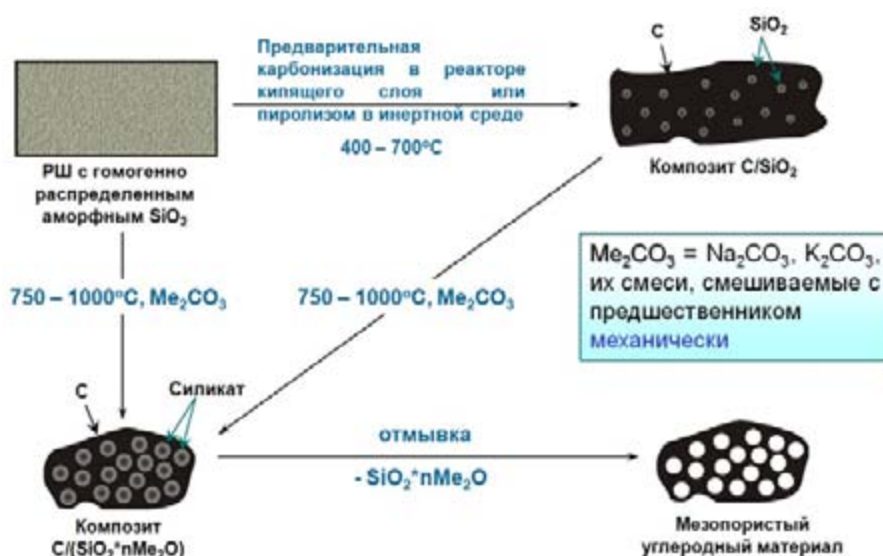 Предварительная
карбонизация в реакторе
кипящего слоя или
пиролизом в инертной среде
400 – 700°C
C
SiO₂
РШ с гомогенно
распределенным
аморфным SiO₂
Композит C/SiO₂
750 – 1000°C, Me₂CO₃
750 – 1000°C, Me₂CO₃
Me₂CO₃ = Na₂CO₃, K₂CO₃,
их смеси, смешиваемые с
предшественником
механически
C
Силикат
отмывка
- SiO₂*nMe₂O
Композит
C/(SiO₂*nMe₂O)
Мезопористый
углеродный материал